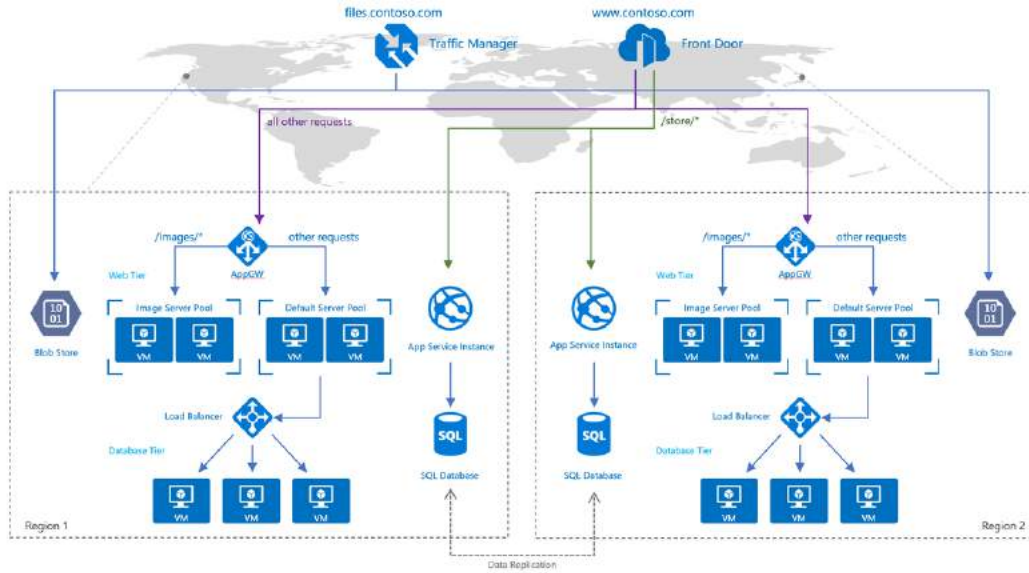 files.contoso.com
www.contoso.com
Traffic Manager
Front Door
all other requests
/store/*
/images/*
other requests
AppGW
Web Tier
Image Server Pool
Default Server Pool
VM
VM
VM
VM
Blob Store
App Service Instance
Load Balancer
SQL
Database Tier
SQL Database
VM
VM
VM
Region 1
/images/*
other requests
AppGW
Web Tier
Image Server Pool
Default Server Pool
VM
VM
VM
VM
10
01
Blob Store
App Service Instance
Load Balancer
SQL
Database Tier
SQL Database
VM
VM
VM
Region 2
10
01
Data Replication